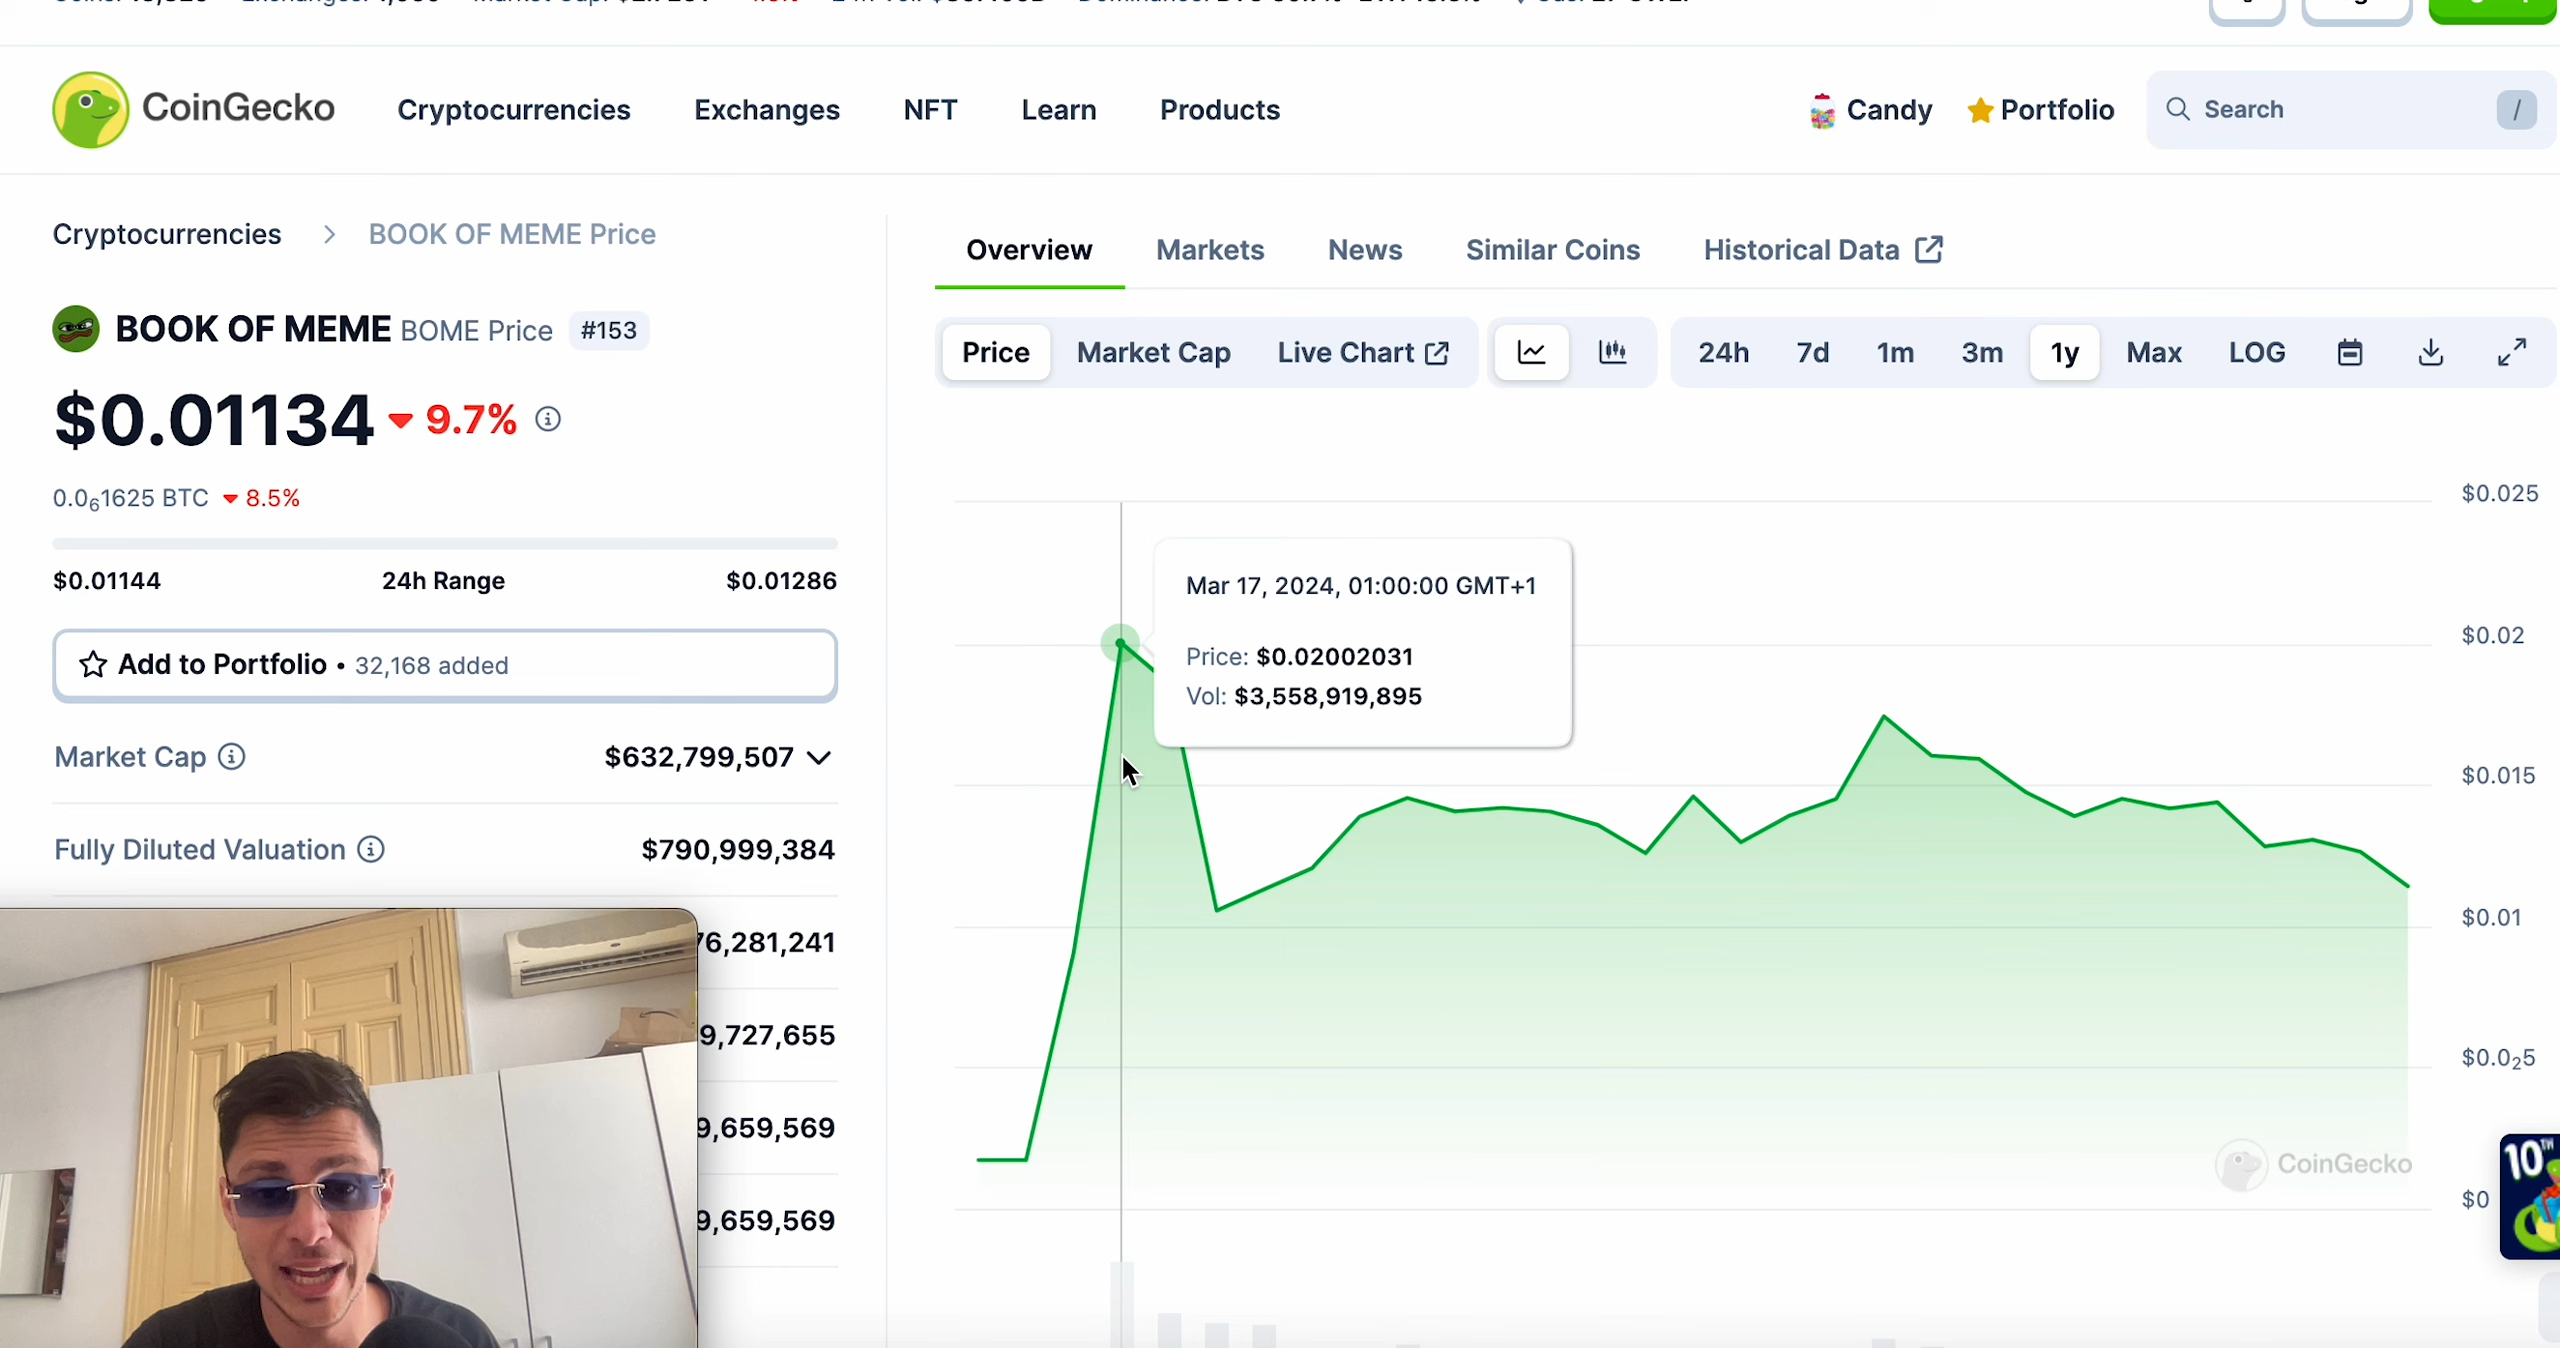 CoinGecko
Cryptocurrencies
Exchanges
NFT
Learn
Products
Candy
Portfolio
Search
/
Cryptocurrencies > BOOK OF MEME Price
BOOK OF MEME BOME Price #153
$0.01134 9.7%
0.0₆1625 BTC 8.5%
$0.01144 24h Range $0.01286
Add to Portfolio • 32,168 added
Market Cap $632,799,507
Fully Diluted Valuation $790,999,384
76,281,241
9,727,655
9,659,569
9,659,569
Overview
Markets
News
Similar Coins
Historical Data
Price
Market Cap
Live Chart
24h
7d
1m
3m
1y
Max
LOG
Mar 17, 2024, 01:00:00 GMT+1
Price: $0.02002031
Vol: $3,558,919,895
$0.025
$0.02
$0.015
$0.01
$0.0₂5
$0
CoinGecko
10TH